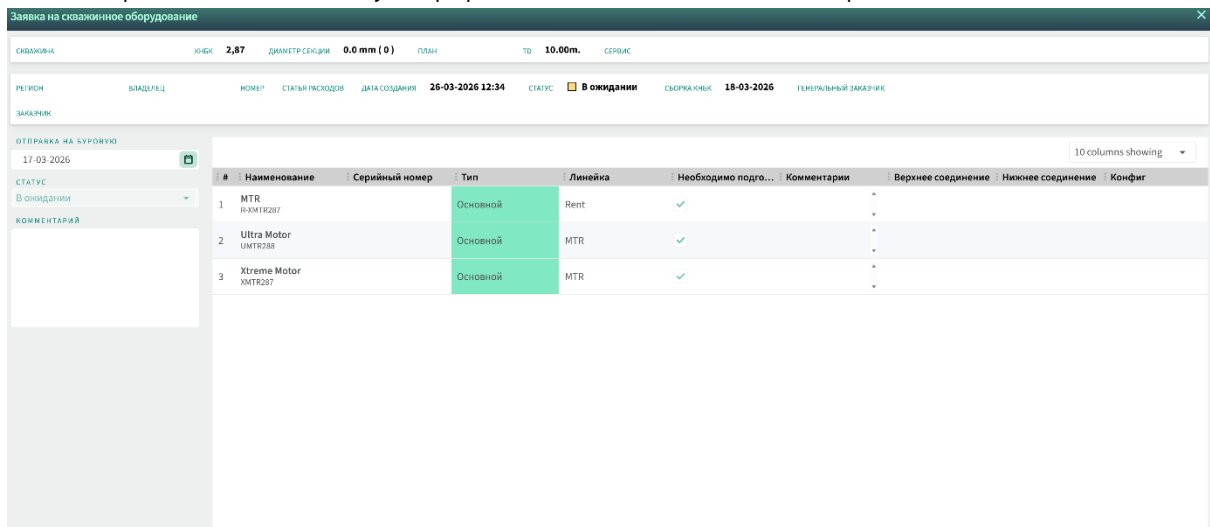 Заявка на скважинное оборудование
СКВАЖИНА КНБК 2,87 ДИАМЕТР СЕКЦИИ 0.0 mm ( 0 ) ПЛАН TD 10.00m. СЕРВИС
РЕГИОН ВЛАДЕЛЕЦ НОМЕР СТАТЬЯ РАСХОДОВ ДАТА СОЗДАНИЯ 26-03-2026 12:34 СТАТУС В ожидании СБОРКА КНБК 18-03-2026 ГЕНЕРАЛЬНЫЙ ЗАКАЗЧИК
ЗАКАЗЧИК
ОТПРАВКА НА БУРОВУЮ
17-03-2026
СТАТУС
В ожидании
КОММЕНТАРИЙ
10 columns showing
# Наименование Серийный номер Тип Линейка Необходимо подго... Комментарии Верхнее соединение Нижнее соединение Конфиг
1 MTR Основной Rent
R-XMTR287
2 Ultra Motor Основной MTR
UMTR288
3 Xtreme Motor Основной MTR
XMTR287